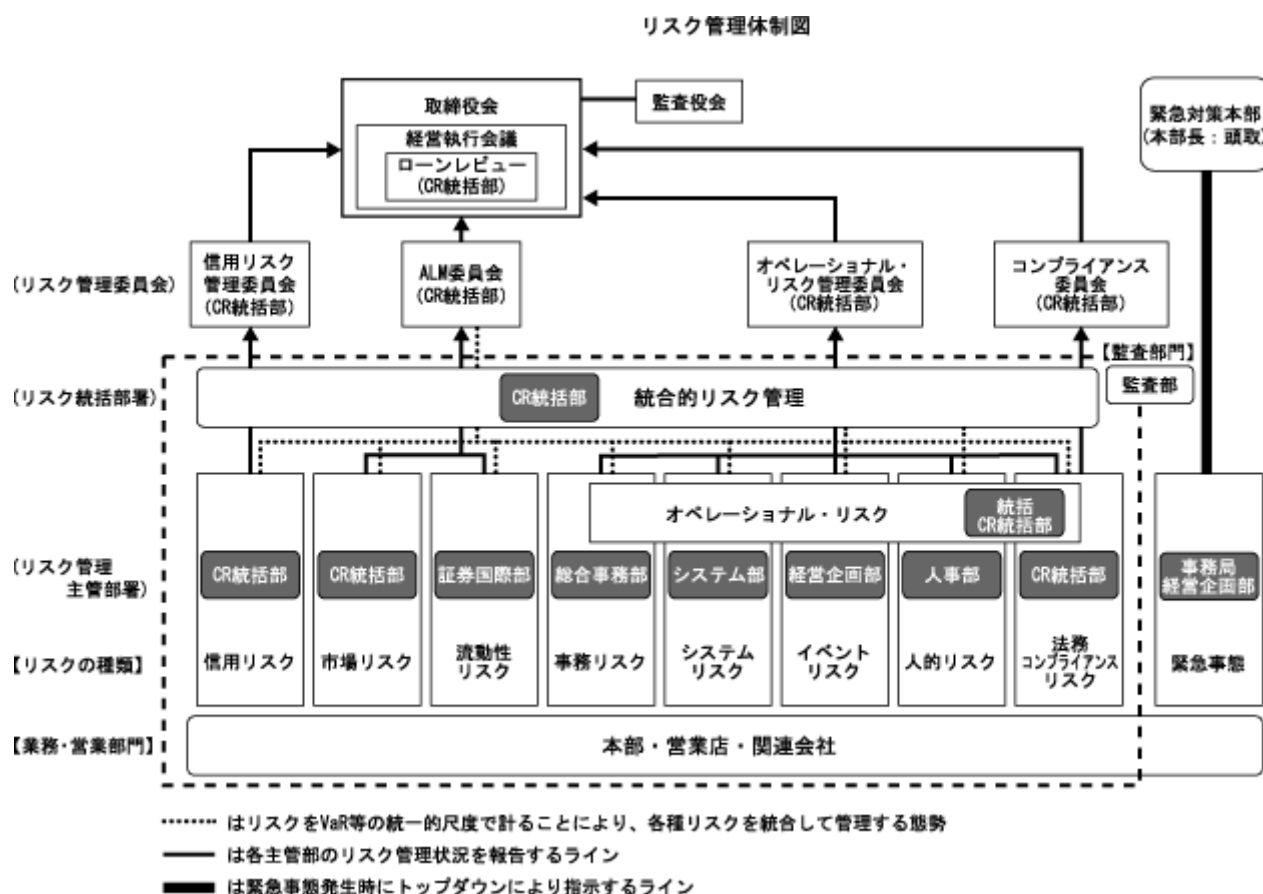 リスク管理体制図
取締役会
監査役会
経営執行会議
ローンレビュー
(CR統括部)
緊急対策本部
(本部長:頭取)
(リスク管理委員会)
信用リスク
管理委員会
(CR統括部)
ALM委員会
(CR統括部)
オペレーショナル・
リスク管理委員会
(CR統括部)
コンプライアンス
委員会
(CR統括部)
【監査部門】
監査部
(リスク統括部署)
CR統括部
統合的リスク管理
オペレーショナル・リスク
統括
CR統括部
(リスク管理
主管部署)
CR統括部
CR統括部
証券国際部
総合事務部
システム部
経営企画部
人事部
CR統括部
事務局
経営企画部
【リスクの種類】
信用リスク
市場リスク
流動性
リスク
事務リスク
システム
リスク
イベント
リスク
人的リスク
法務
コンプライアンス
リスク
緊急事態
【業務・営業部門】
本部・営業店・関連会社
はリスクをVaR等の統一的尺度で計ることにより、各種リスクを統合して管理する態勢
は各主管部のリスク管理状況を報告するライン
は緊急事態発生時にトップダウンにより指示するライン